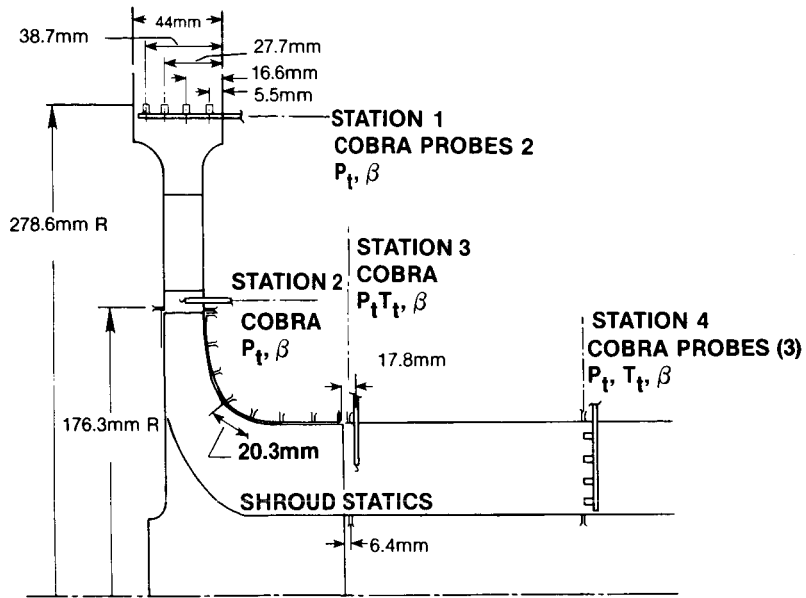 44mm
38.7mm
27.7mm
16.6mm
5.5mm
STATION 1
COBRA PROBES 2
Pt, β
278.6mm R
STATION 2
COBRA
Pt, β
STATION 3
COBRA
PtTt, β
17.8mm
STATION 4
COBRA PROBES (3)
Pt, Tt, β
176.3mm R
20.3mm
SHROUD STATICS
6.4mm